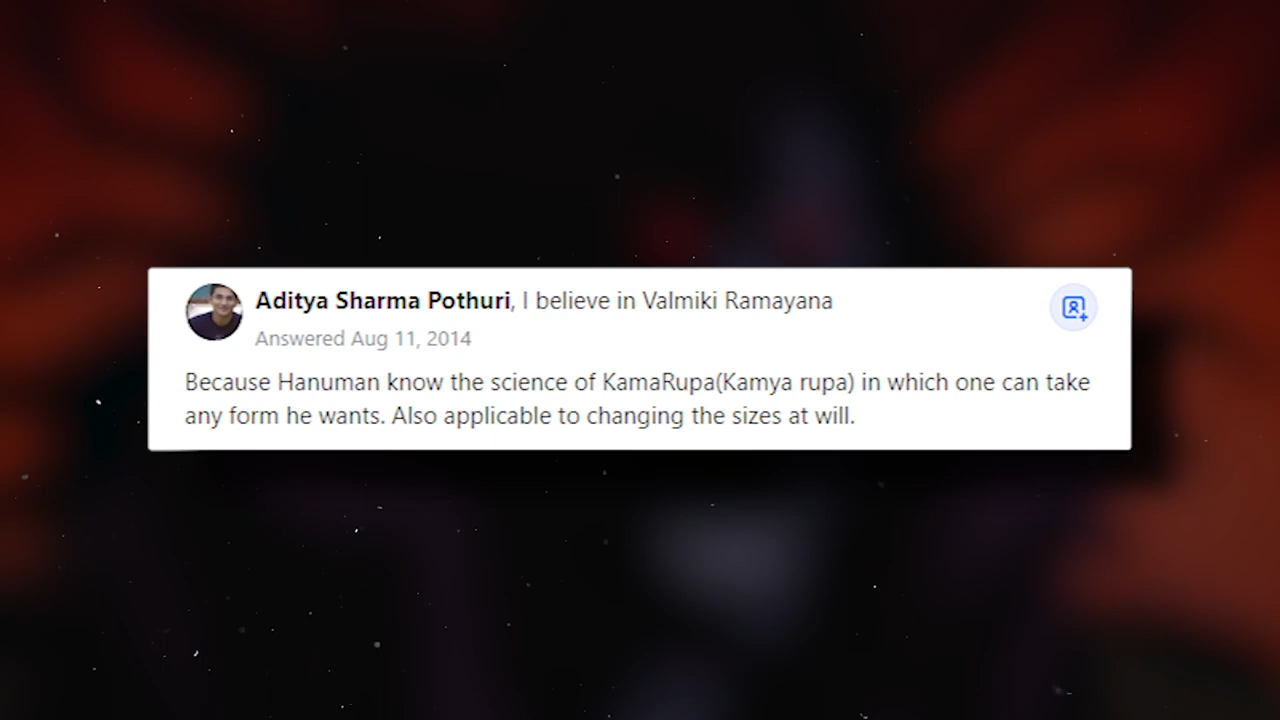 Aditya Sharma Pothuri, I believe in Valmiki Ramayana
Answered Aug 11, 2014
Because Hanuman know the science of KamaRupa(Kamya rupa) in which one can take
any form he wants. Also applicable to changing the sizes at will.